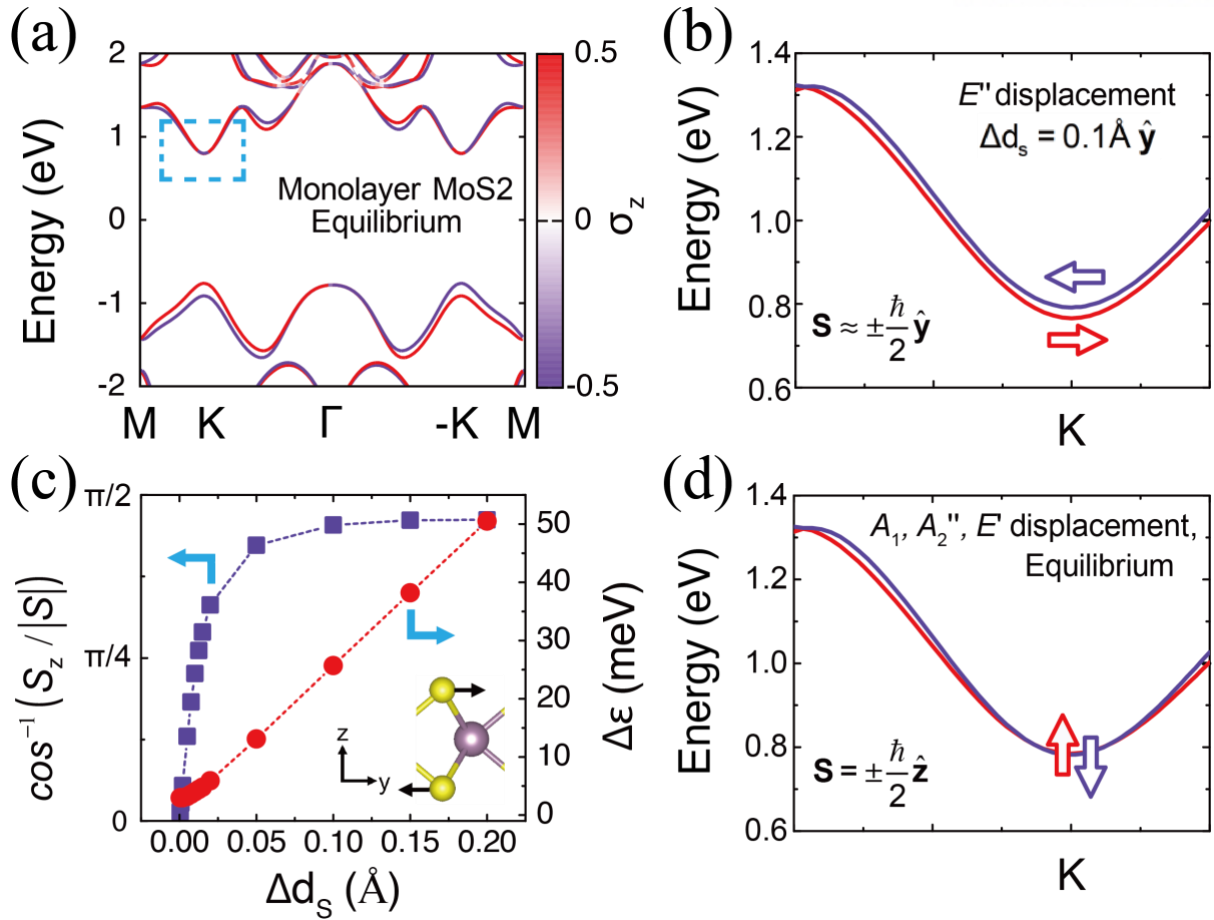 (a)
2
1
0
-1
-2
Energy (eV)
Monolayer MoS2
Equilibrium
M K Γ -K M
0.5
0
-0.5
σz
(b)
1.4
1.2
1.0
0.8
0.6
Energy (eV)
E" displacement
Δds = 0.1Å ŷ
S ≈ ± ħ/2 ŷ
K
(c)
π/2
π/4
0
cos⁻¹ (Sz / |S|)
50
40
30
20
10
0
Δε (meV)
z
y
0.00 0.05 0.10 0.15 0.20
ΔdS (Å)
(d)
1.4
1.2
1.0
0.8
0.6
Energy (eV)
A1, A2", E' displacement,
Equilibrium
S = ± ħ/2 ẑ
K